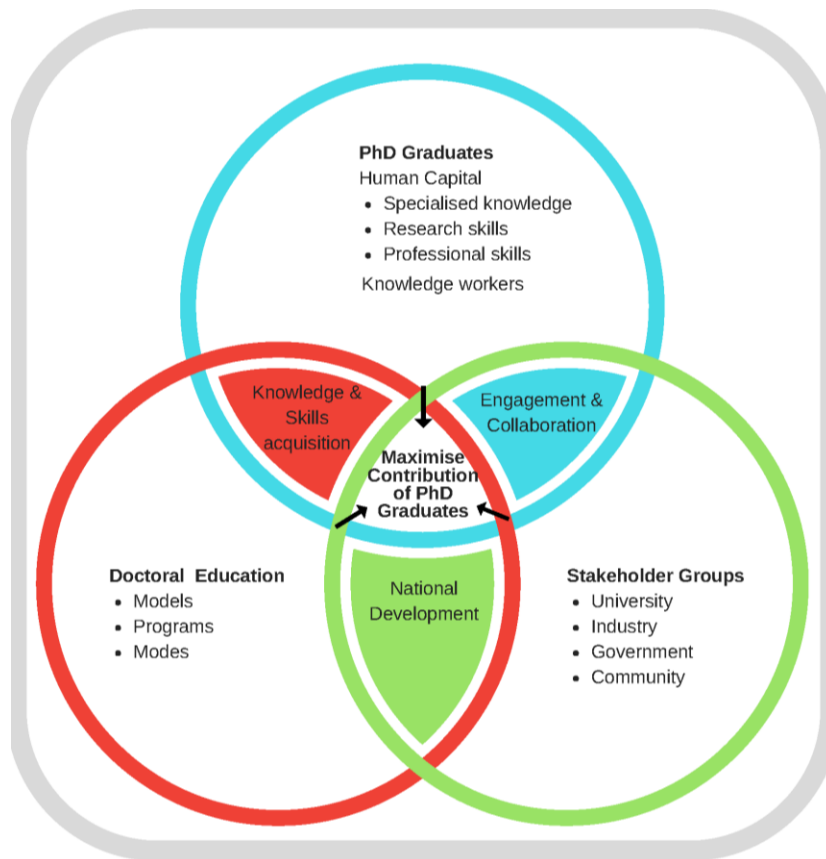 PhD Graduates
Human Capital
• Specialised knowledge
• Research skills
• Professional skills
Knowledge workers
Knowledge &
Skills
acquisition
Engagement &
Collaboration
Maximise
Contribution
of PhD
Graduates
Doctoral Education
• Models
• Programs
• Modes
National
Development
Stakeholder Groups
• University
• Industry
• Government
• Community